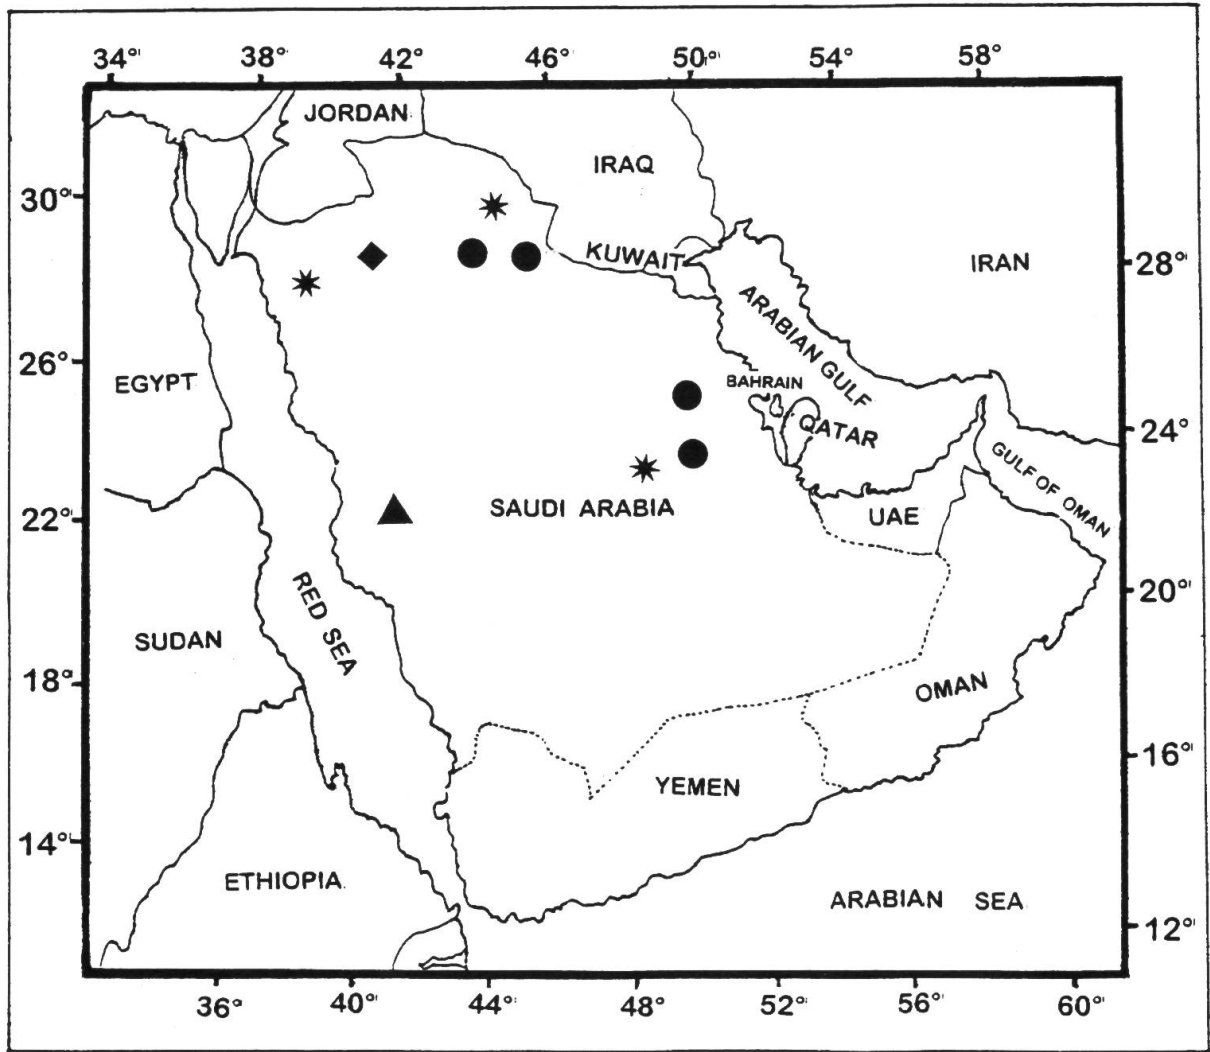 34° 38° 42° 46° 50° 54° 58°
JORDAN
IRAQ
30°
KUWAIT
IRAN
28°
ARABIAN GULF
26°
EGYPT
BAHRAIN
QATAR
24°
GULF OF OMAN
SAUDI ARABIA
UAE
22°
RED SEA
20°
SUDAN
18°
OMAN
16°
YEMEN
14°
ETHIOPIA
ARABIAN SEA
12°
36° 40° 44° 48° 52° 56° 60°